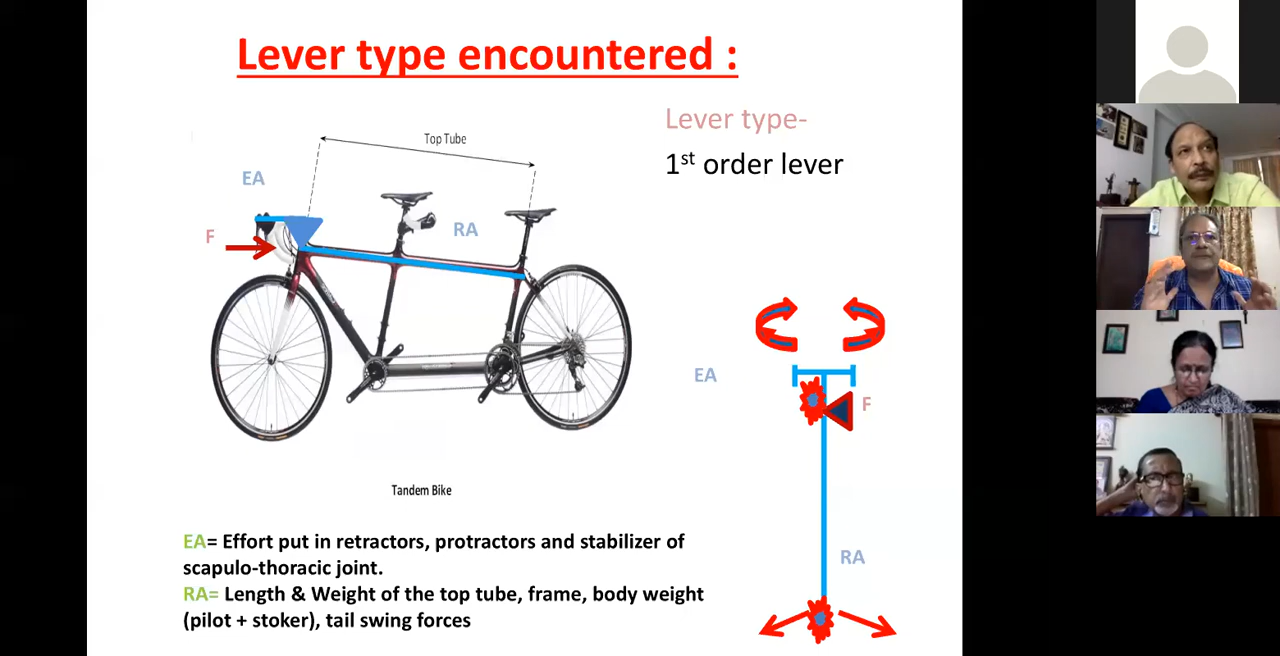 Lever type encountered :
Lever type-
1st order lever
Top Tube
EA
RA
F
Tandem Bike
EA
F
RA
EA= Effort put in retractors, protractors and stabilizer of
scapulo-thoracic joint.
RA= Length & Weight of the top tube, frame, body weight
(pilot + stoker), tail swing forces